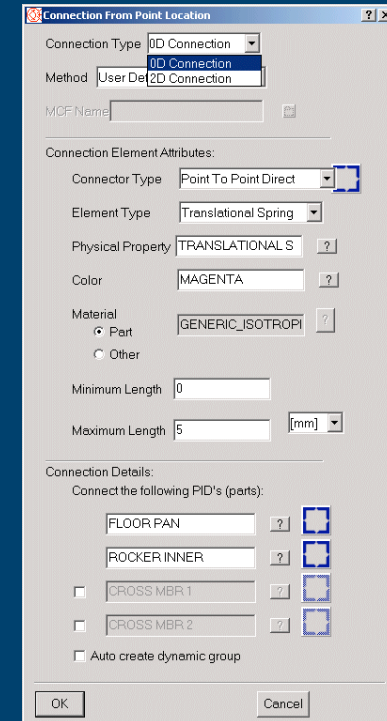 Connection From Point Location
Connection Type 0D Connection
0D Connection
Method User Def 2D Connection
MCF Name
Connection Element Attributes:
Connector Type Point To Point Direct
Element Type Translational Spring
Physical Property TRANSLATIONAL S ?
Color MAGENTA ?
Material
Part GENERIC_ISOTROPI ?
Other
Minimum Length 0
Maximum Length 5 [mm]
Connection Details:
Connect the following PID's (parts):
FLOOR PAN ?
ROCKER INNER ?
CROSS MBR 1 ?
CROSS MBR 2 ?
Auto create dynamic group
OK Cancel